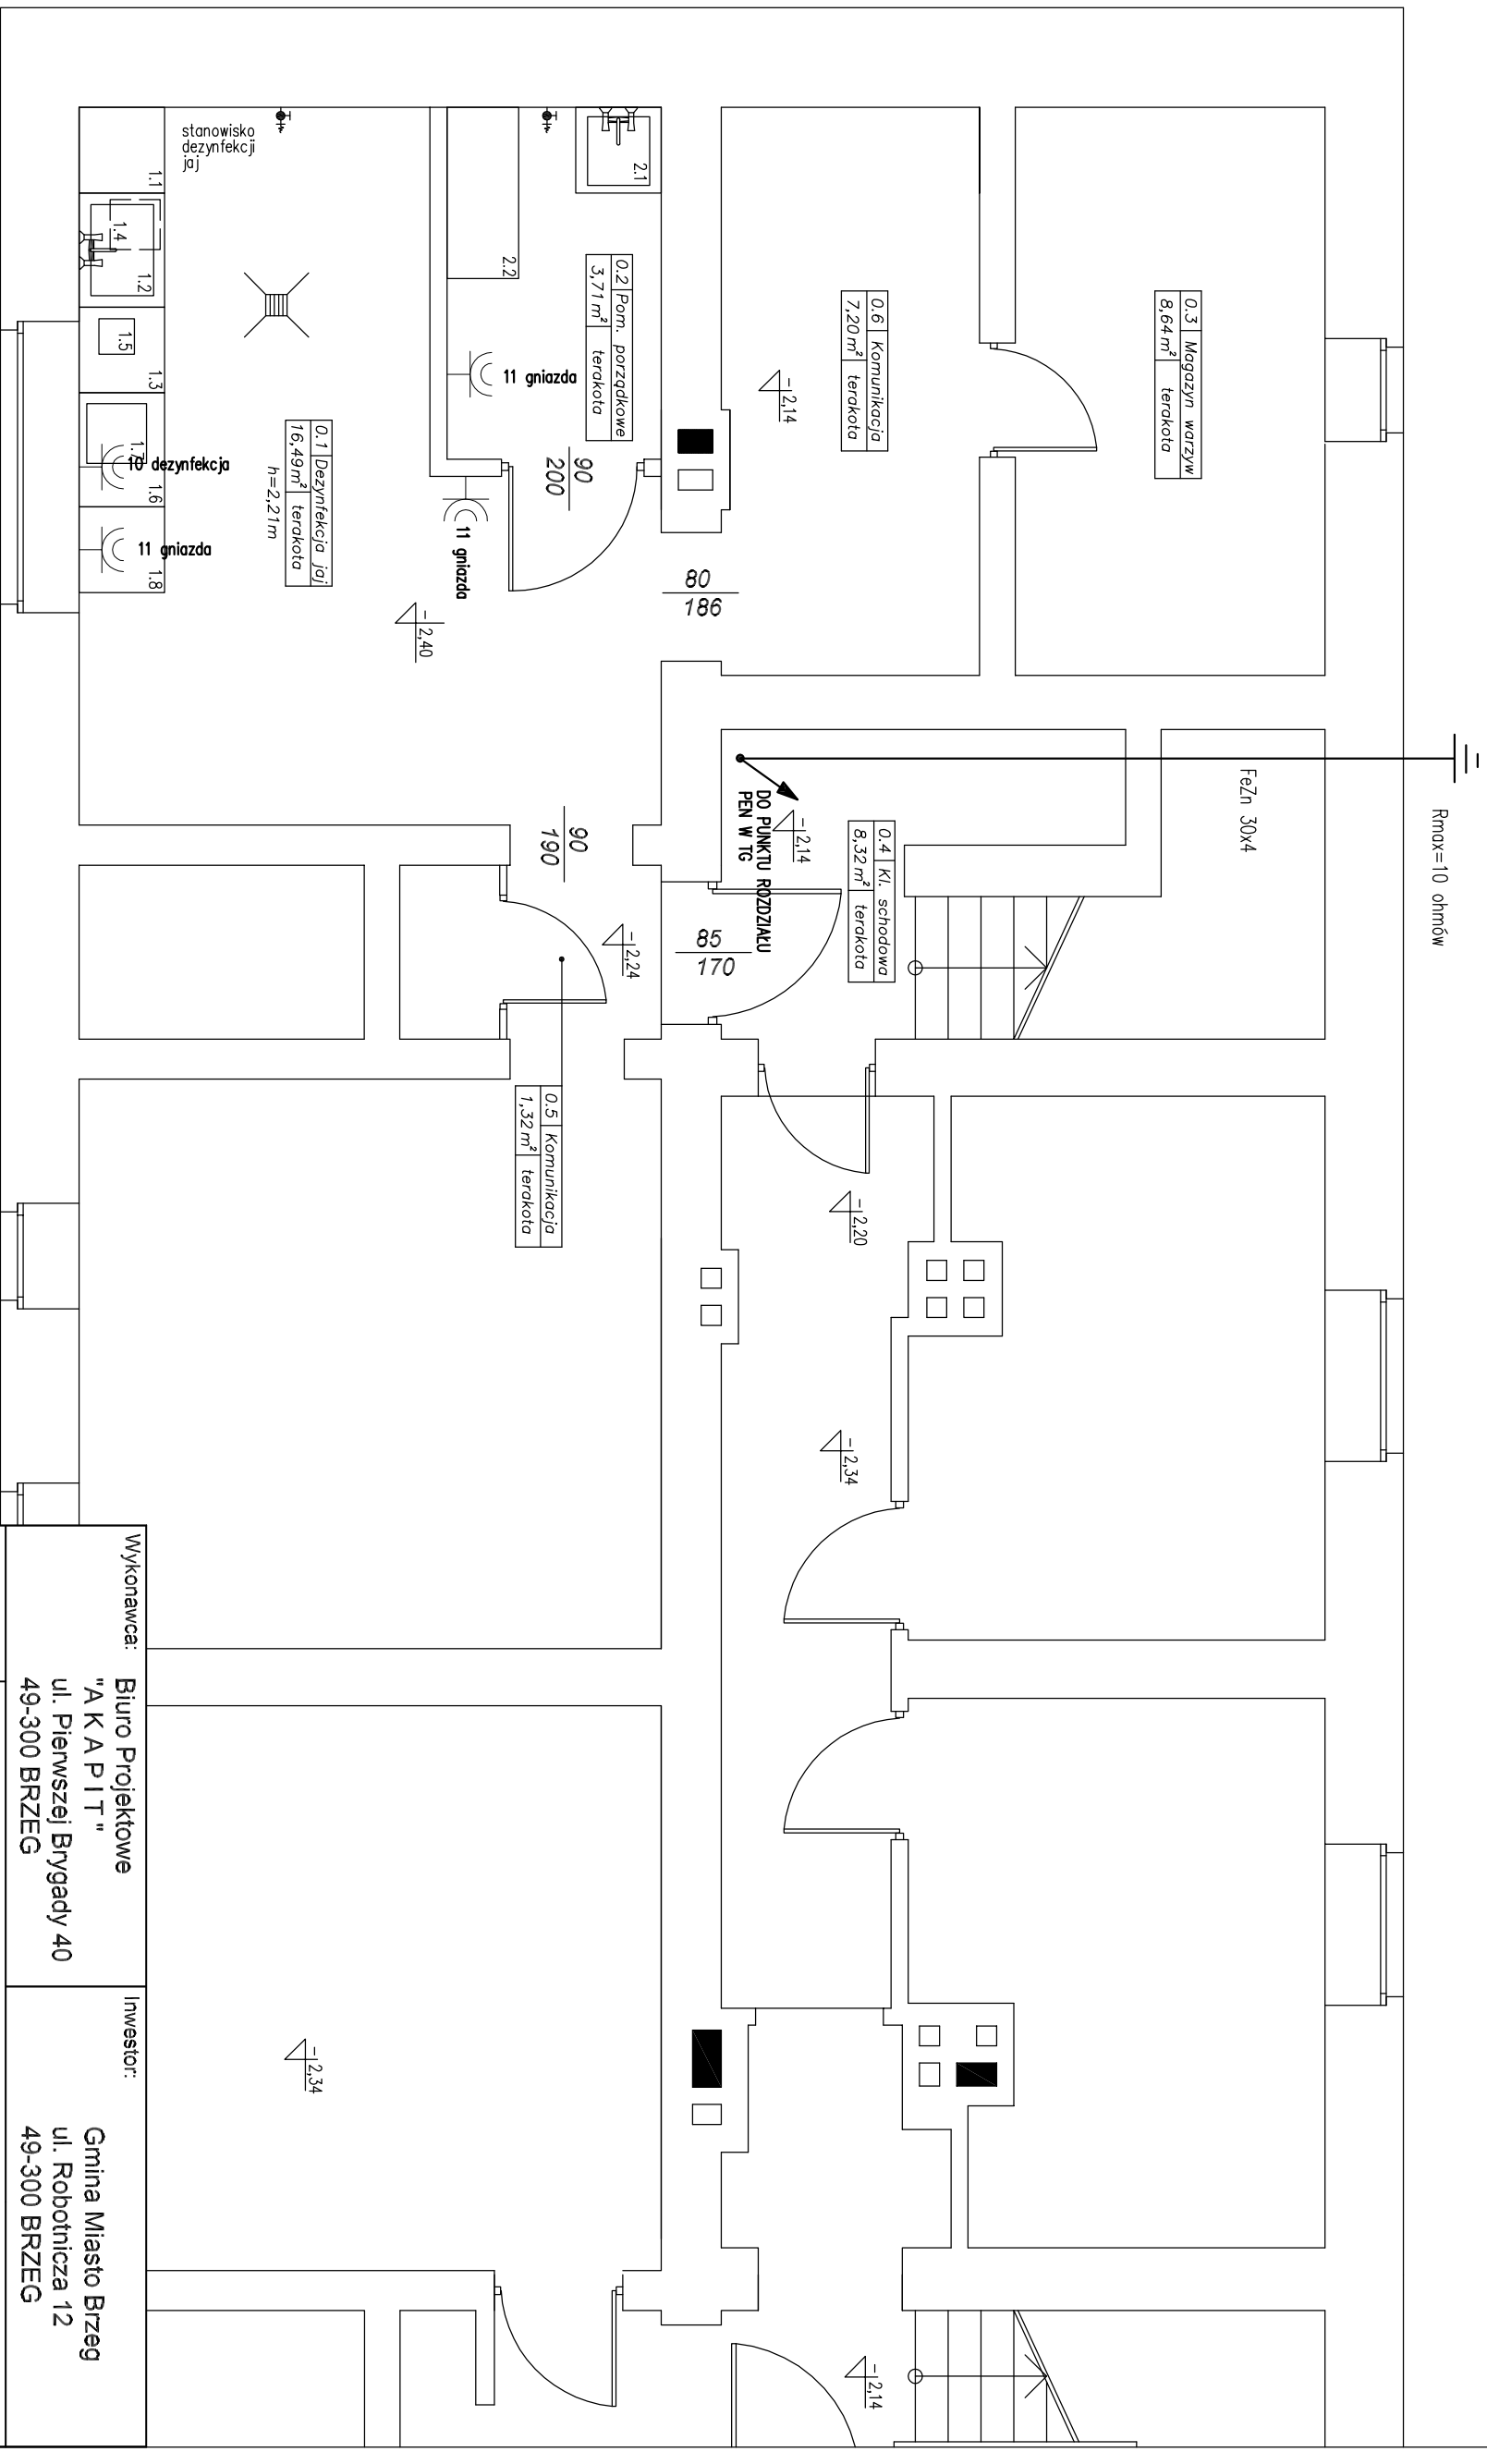 Rmax=10 ohmów
FeZn 30x4
0.3 Magazyn warzyw
8,64m² terakota
0.6 Komunikacja
7,20m² terakota
-2,14
0.2 Pom. porządkowe
3,71m² terakota
2.1
2.2
11 gniazda
90
200
80
186
11 gniazda
stanowisko
dezynfekcji
jaj
1.1
1.4
1.2
1.5
1.3
1.7
10 dezynfekcja
1.6
11 gniazda
1.8
0.1 Dezynfekcja jaj
16,49m² terakota
h=2,21m
-2,40
DO PUNKTU ROZDZIAŁU
PEN W TG
-2,14
0.4 Kl. schodowa
8,32m² terakota
90
190
85
170
-2,24
0.5 Komunikacja
1,32m² terakota
-2,20
-2,34
-2,34
-2,14
Wykonawca:
Biuro Projektowe
"A K A P I T "
ul. Pierwszej Brygady 40
49-300 BRZEG
Inwestor:
Gmina Miasto Brzeg
ul. Robotnicza 12
49-300 BRZEG